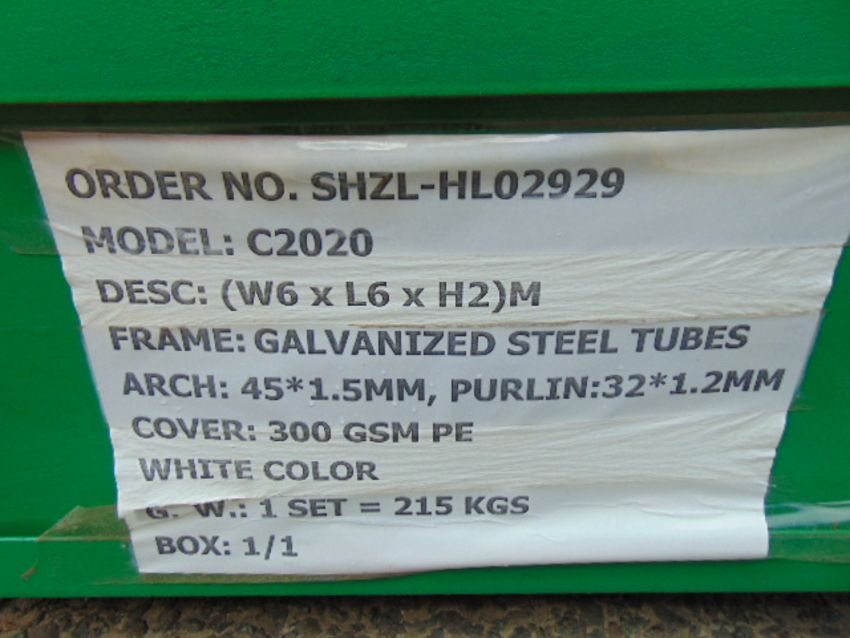 ORDER NO. SHZL-HL02929
MODEL: C2020
DESC: (W6 x L6 x H2)M
FRAME: GALVANIZED STEEL TUBES
ARCH: 45*1.5MM, PURLIN:32*1.2MM
COVER: 300 GSM PE
WHITE COLOR
G. W.: 1 SET = 215 KGS
BOX: 1/1